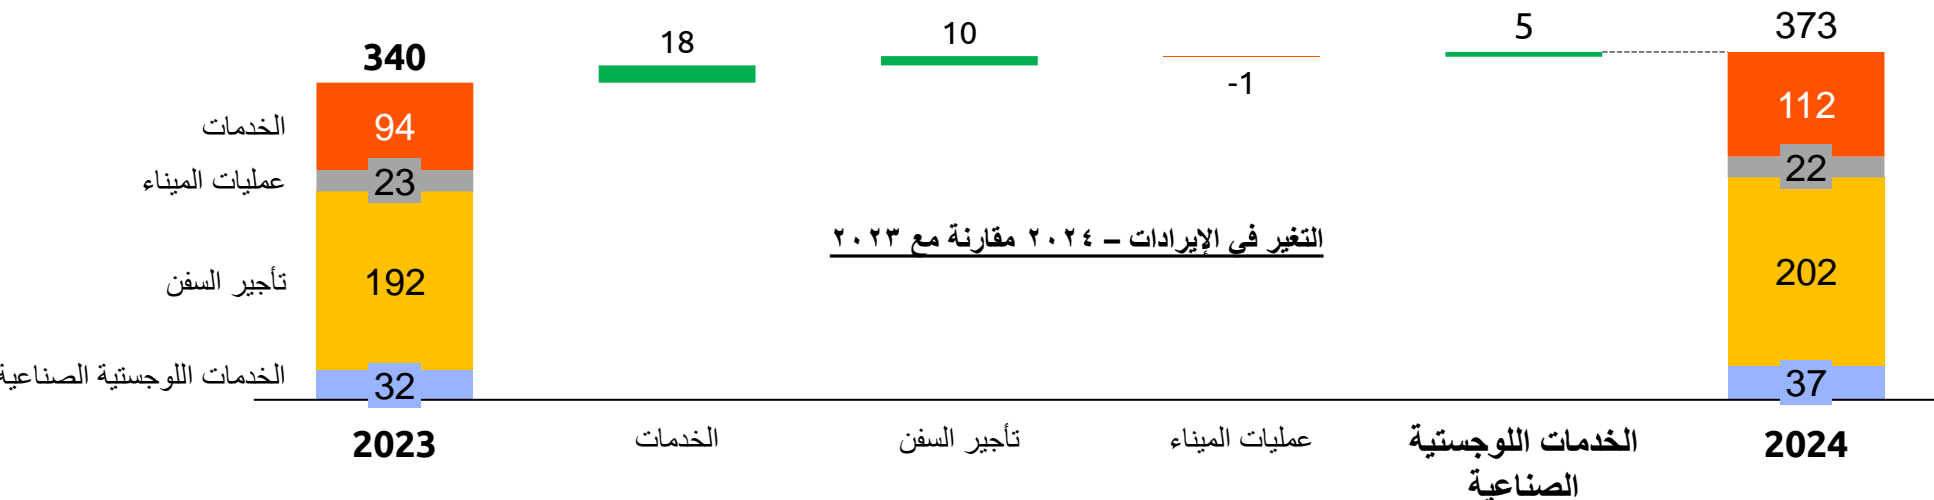 340
18
10
-1
5
373
الخدمات
94
112
عمليات الميناء
23
22
التغير في الإيرادات – ٢٠٢٤ مقارنة مع ٢٠٢٣
تأجير السفن
192
202
الخدمات اللوجستية الصناعية
32
37
2023
الخدمات
تأجير السفن
عمليات الميناء
الخدمات اللوجستية
الصناعية
2024